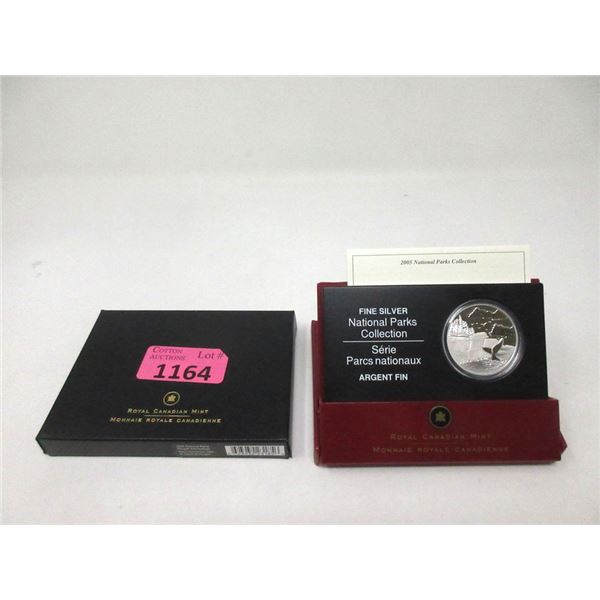 COTTON AUCTIONS
Lot #
1164
ROYAL CANADIAN MINT
MONNAIE ROYALE CANADIENNE
2005 National Parks Collection
FINE SILVER
National Parks
Collection
Série
Parcs nationaux
ARGENT FIN
ROYAL CANADIAN MINT
MONNAIE ROYALE CANADIENNE